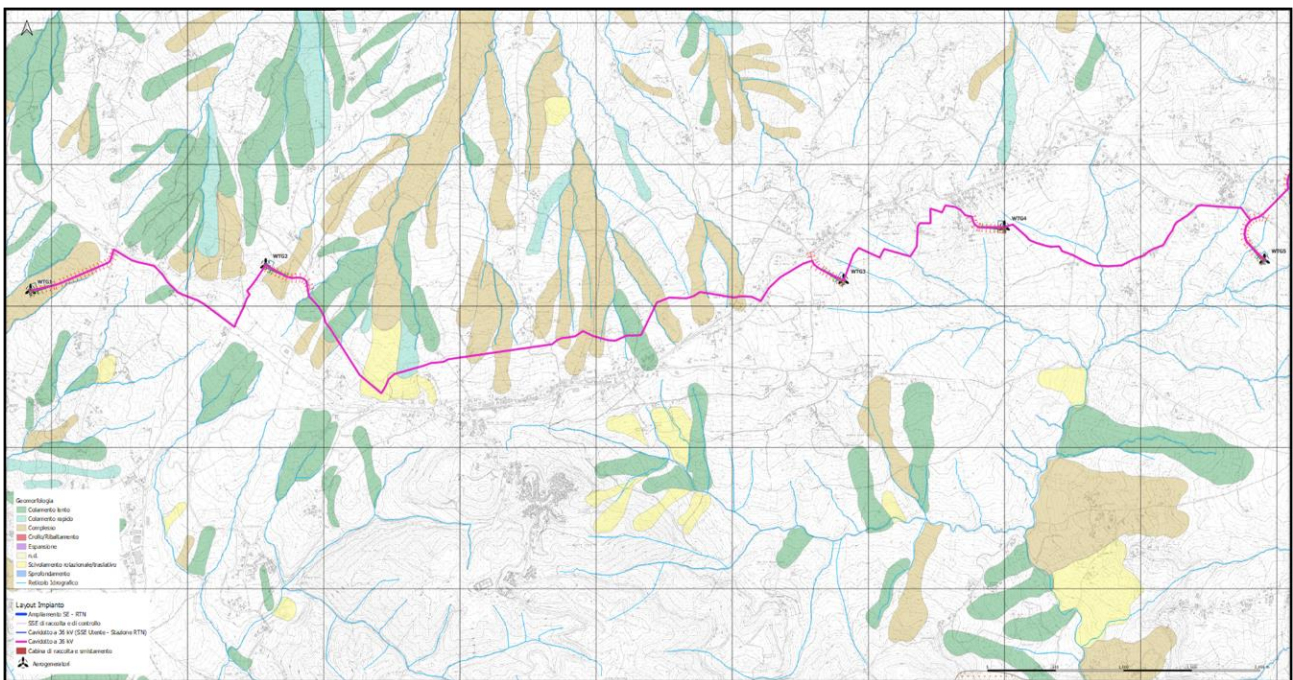 WTG1
WTG2
WTG3
WTG4
WTG5
Geomorfologia
Colamento lento
Colamento rapido
Complesso
Crollo/Ribaltamento
Espansione
n.d.
Scivolamento rotazionale/traslativo
Sprofondamento
Reticolo Idrografico
Layout Impianto
Ampliamento SE - RTN
SSE di raccolta e di controllo
Cavidotto a 36 kV (SSE Utente - Stazione RTN)
Cavidotto a 36 kV
Cabina di raccolta e smistamento
Aerogeneratori